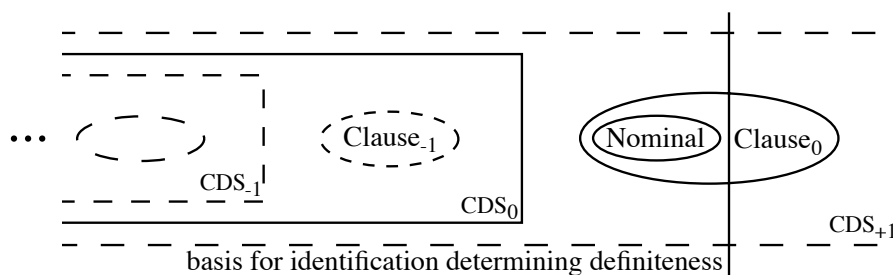 ... Clause-1 Nominal Clause0
CDS-1
CDS0
CDS+1
basis for identification determining definiteness